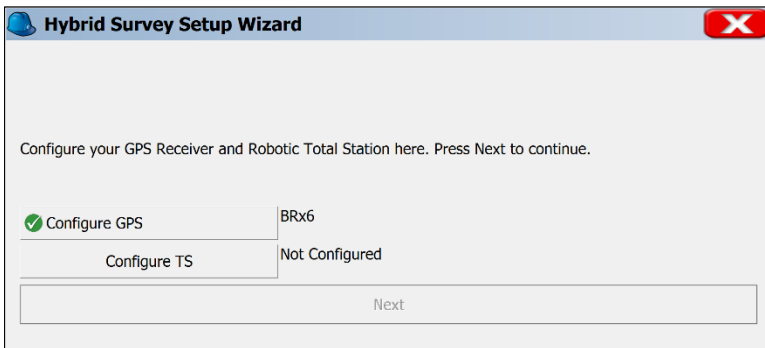 Hybrid Survey Setup Wizard
Configure your GPS Receiver and Robotic Total Station here. Press Next to continue.
Configure GPS
BRx6
Configure TS
Not Configured
Next